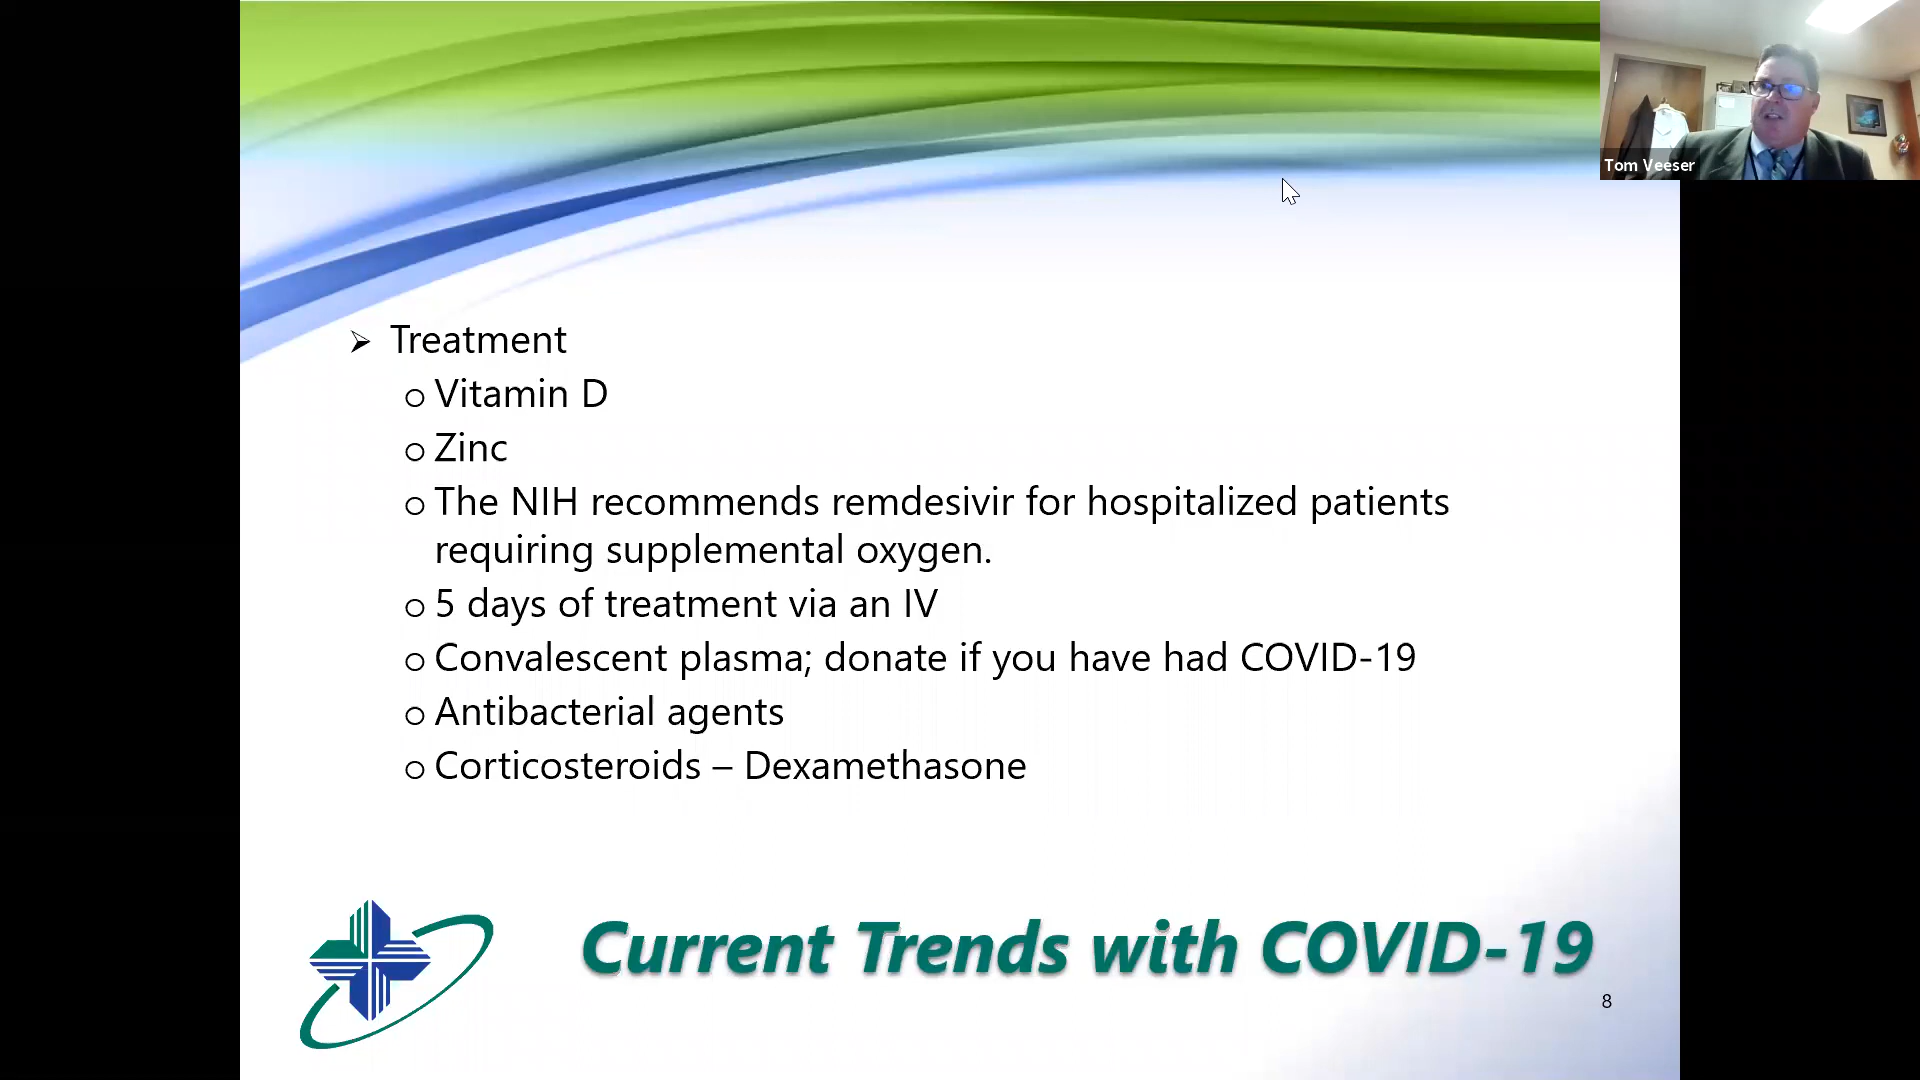 Tom Veeser
➢ Treatment
o Vitamin D
o Zinc
o The NIH recommends remdesivir for hospitalized patients
requiring supplemental oxygen.
o 5 days of treatment via an IV
o Convalescent plasma; donate if you have had COVID-19
o Antibacterial agents
o Corticosteroids – Dexamethasone
Current Trends with COVID-19
8